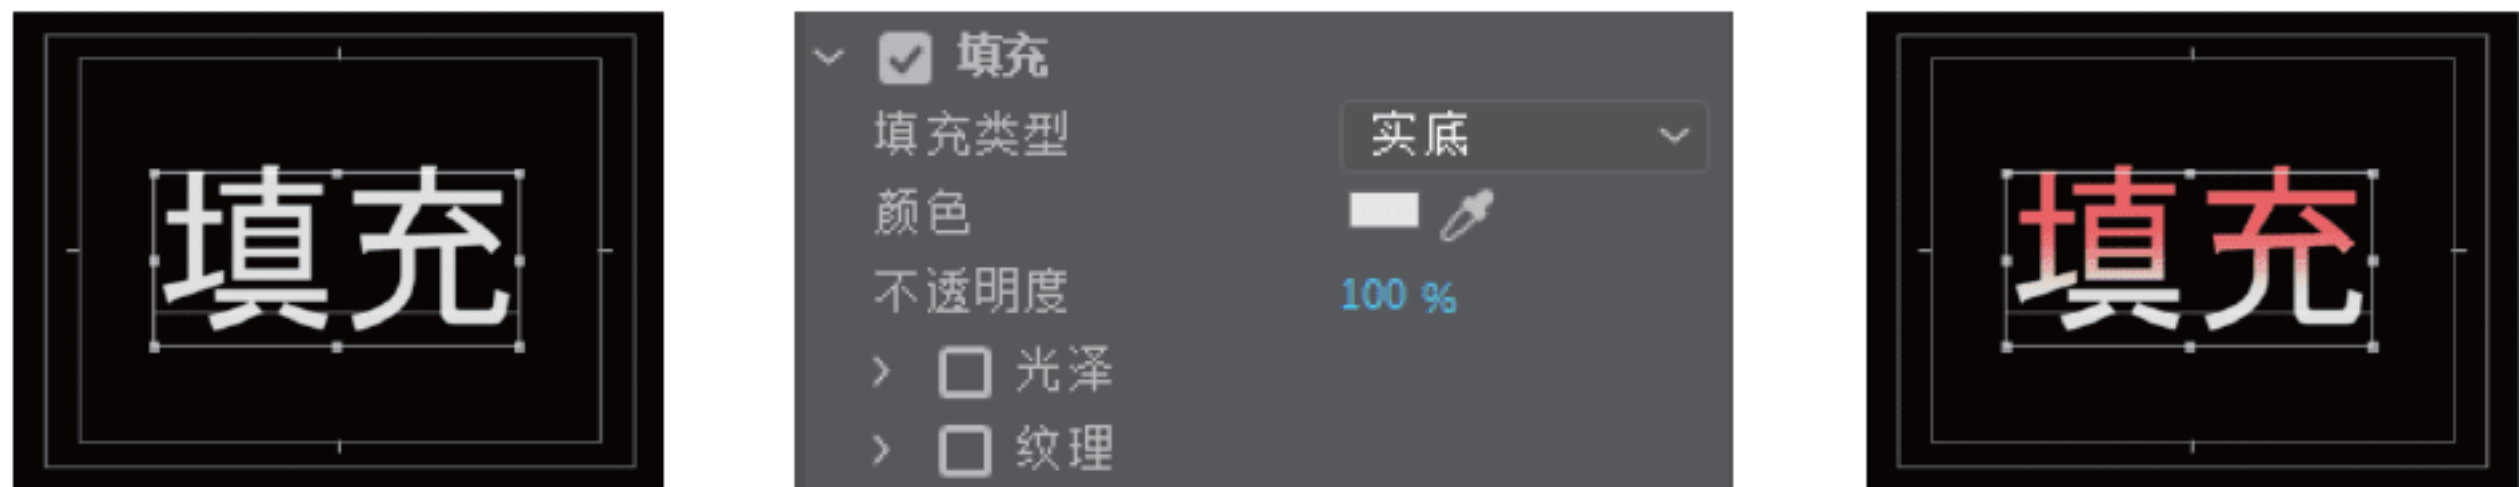 填充
填充
填充类型 实底
颜色
不透明度 100 %
光泽
纹理
填充